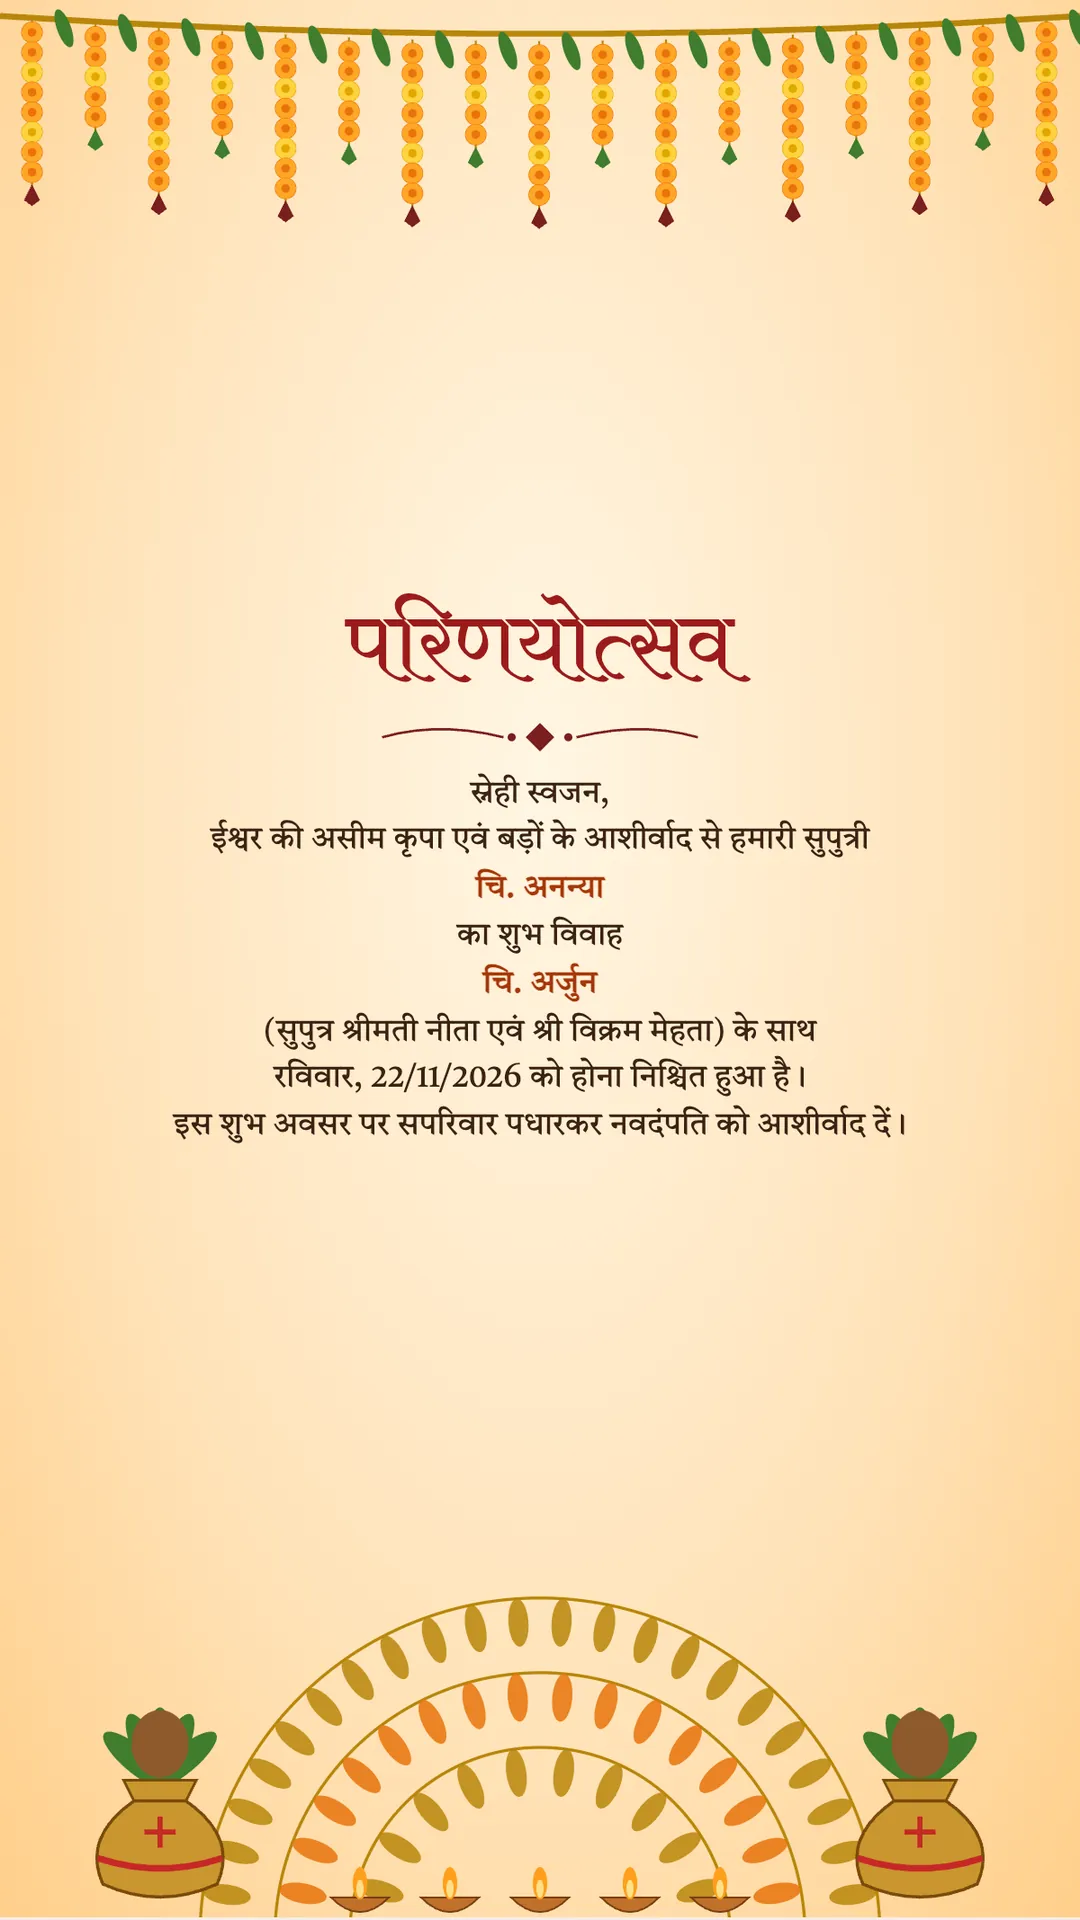 परिणयोत्सव
स्नेही स्वजन,
ईश्वर की असीम कृपा एवं बड़ों के आशीर्वाद से हमारी सुपुत्री
चि. अनन्या
का शुभ विवाह
चि. अर्जुन
(सुपुत्र श्रीमती नीता एवं श्री विक्रम मेहता) के साथ
रविवार, 22/11/2026 को होना निश्चित हुआ है।
इस शुभ अवसर पर सपरिवार पधारकर नवदंपति को आशीर्वाद दें।